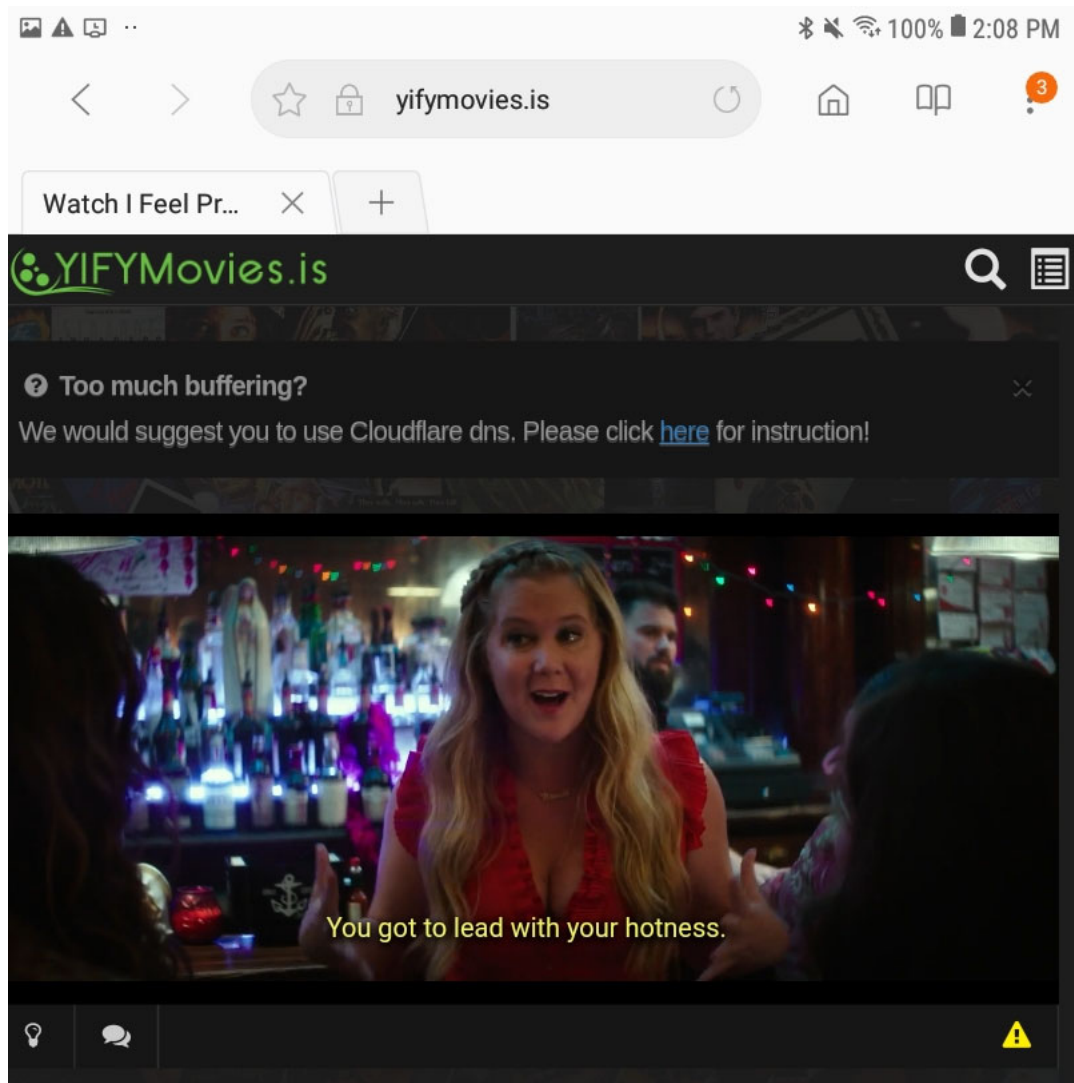 100% 2:08 PM
yifymovies.is
3
Watch I Feel Pr...
YIFYMovies.is
Too much buffering?
We would suggest you to use Cloudflare dns. Please click here for instruction!
You got to lead with your hotness.